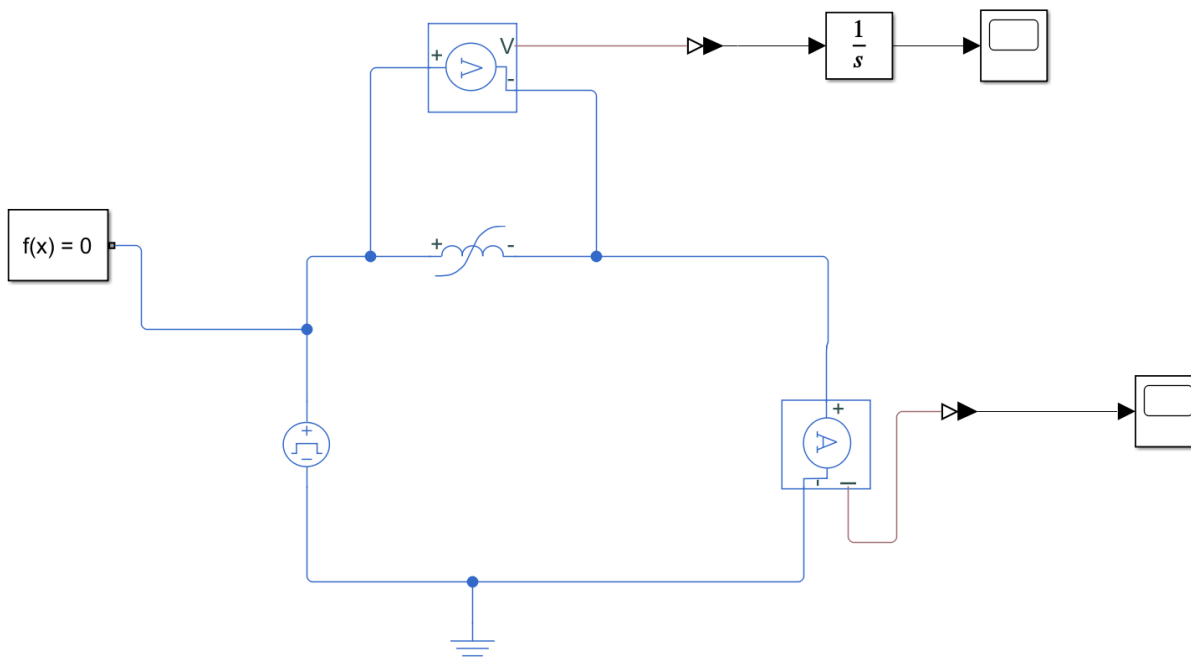 + V
-
1
s
+ -
f(x) = 0
+
-
+
A
- I